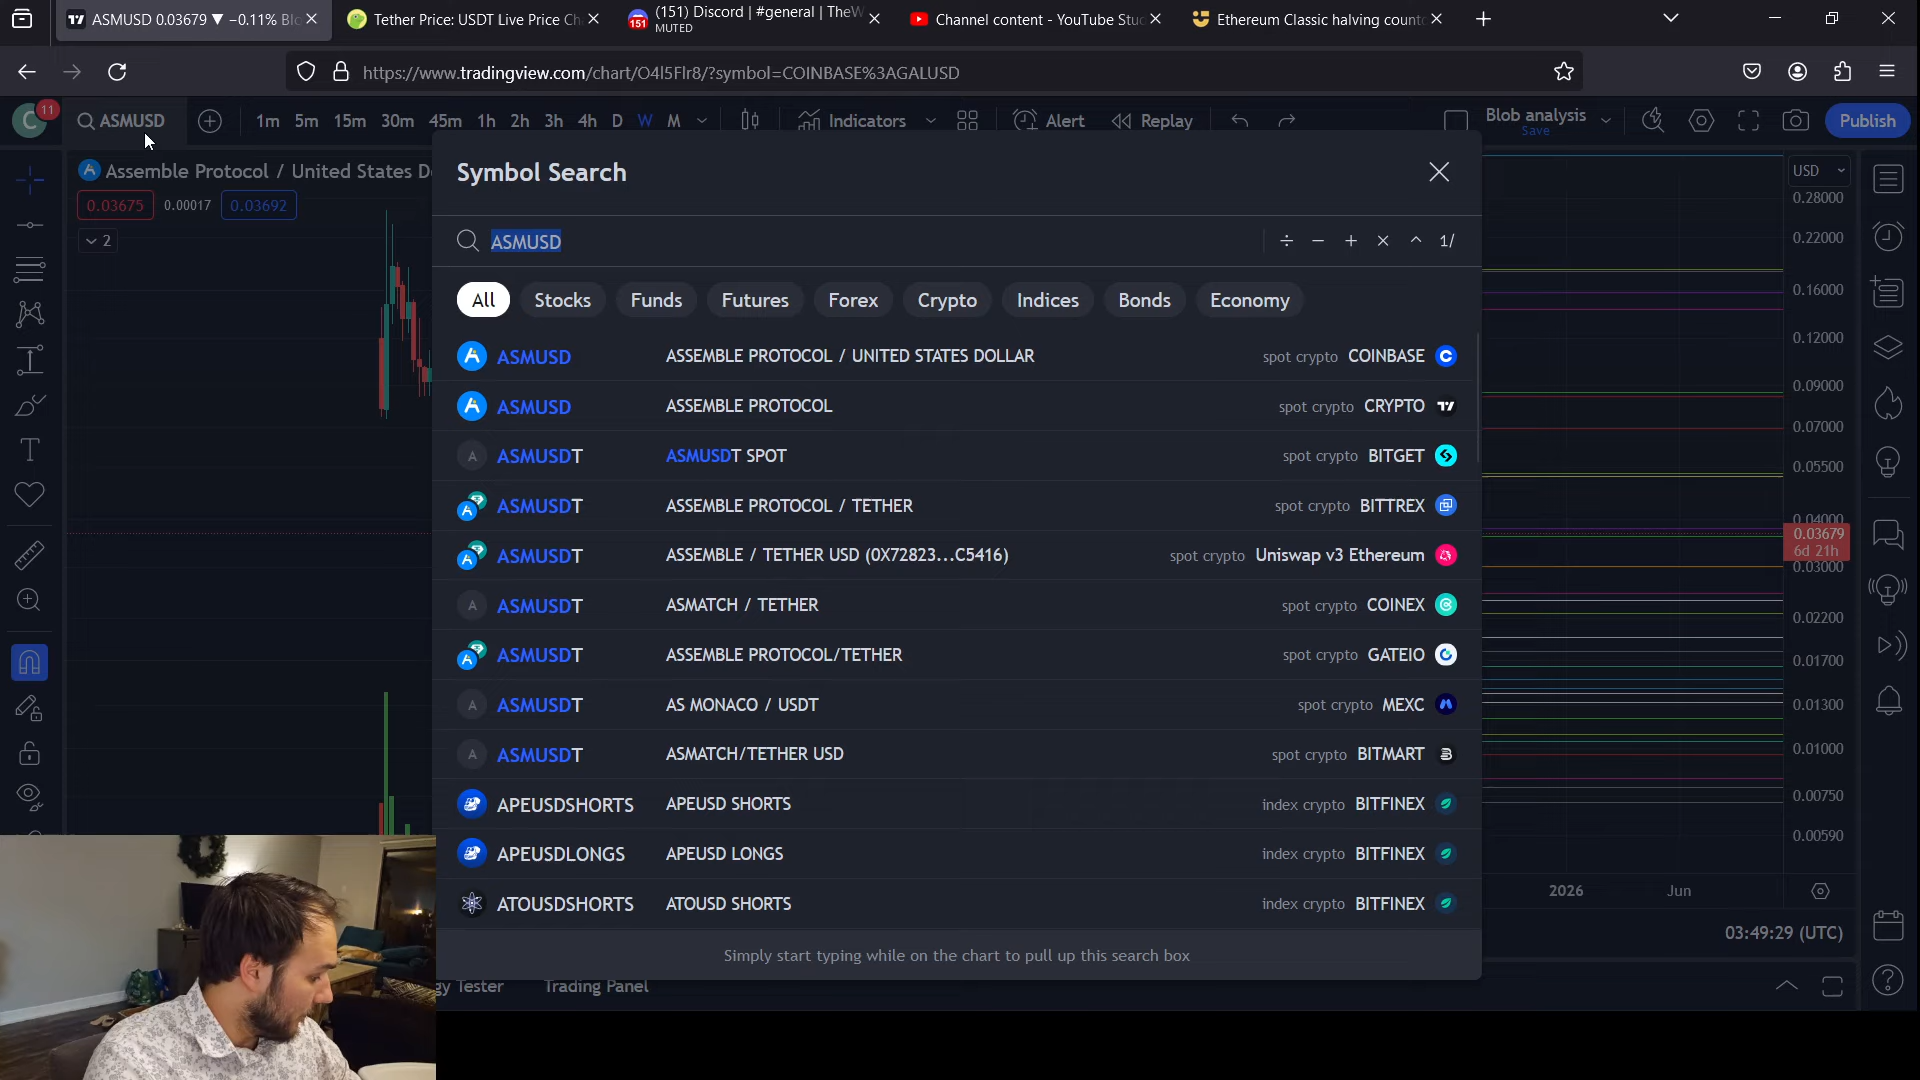 ASMUSD 0.03679 ▼ −0.11% Blo
Tether Price: USDT Live Price Ch
(151) Discord | #general | TheW
MUTED
151
Channel content - YouTube Stu
Ethereum Classic halving count
https://www.tradingview.com/chart/O4l5Flr8/?symbol=COINBASE%3AGALUSD
C 11 ASMUSD 1m 5m 15m 30m 45m 1h 2h 3h 4h D W M Indicators Alert Replay Blob analysis Save Publish
Assemble Protocol / United States D
0.03675 0.00017 0.03692
2
Symbol Search
ASMUSD ÷ − + × ^ 1/
All Stocks Funds Futures Forex Crypto Indices Bonds Economy
ASMUSD ASSEMBLE PROTOCOL / UNITED STATES DOLLAR spot crypto COINBASE
ASMUSD ASSEMBLE PROTOCOL spot crypto CRYPTO
A ASMUSDT ASMUSDT SPOT spot crypto BITGET
ASMUSDT ASSEMBLE PROTOCOL / TETHER spot crypto BITTREX
ASMUSDT ASSEMBLE / TETHER USD (0X72823...C5416) spot crypto Uniswap v3 Ethereum
A ASMUSDT ASMATCH / TETHER spot crypto COINEX
ASMUSDT ASSEMBLE PROTOCOL/TETHER spot crypto GATEIO
A ASMUSDT AS MONACO / USDT spot crypto MEXC
A ASMUSDT ASMATCH/TETHER USD spot crypto BITMART
APEUSDSHORTS APEUSD SHORTS index crypto BITFINEX
APEUSDLONGS APEUSD LONGS index crypto BITFINEX
ATOUSDSHORTS ATOUSD SHORTS index crypto BITFINEX
Simply start typing while on the chart to pull up this search box
USD
0.28000
0.22000
0.16000
0.12000
0.09000
0.07000
0.05500
0.04000
0.03679
6d 21h
0.03000
0.02200
0.01700
0.01300
0.01000
0.00750
0.00590
2026 Jun
03:49:29 (UTC)
gy Tester Trading Panel